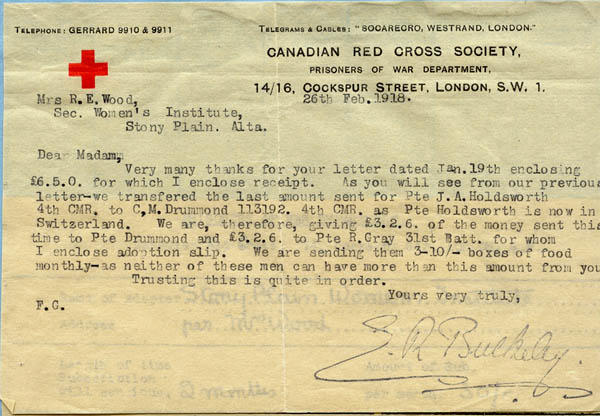 TELEPHONE: GERRARD 9910 & 9911
TELEGRAMS & CABLES: "SOCAREGRO, WESTRAND, LONDON."
CANADIAN RED CROSS SOCIETY,
PRISONERS OF WAR DEPARTMENT,
14/16, COCKSPUR STREET, LONDON, S.W. 1.
26th Feb. 1918.
Mrs R.E.Wood,
Sec. Women's Institute,
Stony Plain. Alta.
Dear Madam,
Very many thanks for your letter dated Jan.19th enclosing
£6.5.0. for which I enclose receipt. As you will see from our previous
letter-we transfered the last amount sent for Pte J.A.Holdsworth
4th CMR. to C,M.Drummond 113192. 4th CMR. as Pte Holdsworth is now in
Switzerland. We are, therefore, giving £3.2.6. of the money sent this
time to Pte Drummond and £3.2.6. to Pte R.Gray 31st Batt. for whom
I enclose adoption slip. We are sending them 3-10/- boxes of food
monthly-as neither of these men can have more than this amount from you
Trusting this is quite in order.
Yours very truly,
F.G.
E. R. Bulkeley.